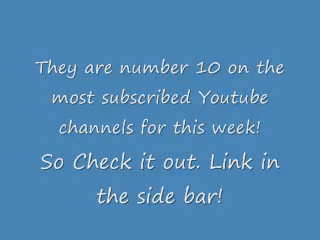 They are number 10 on the
most subscribed Youtube
channels for this week!
So Check it out. Link in
the side bar!